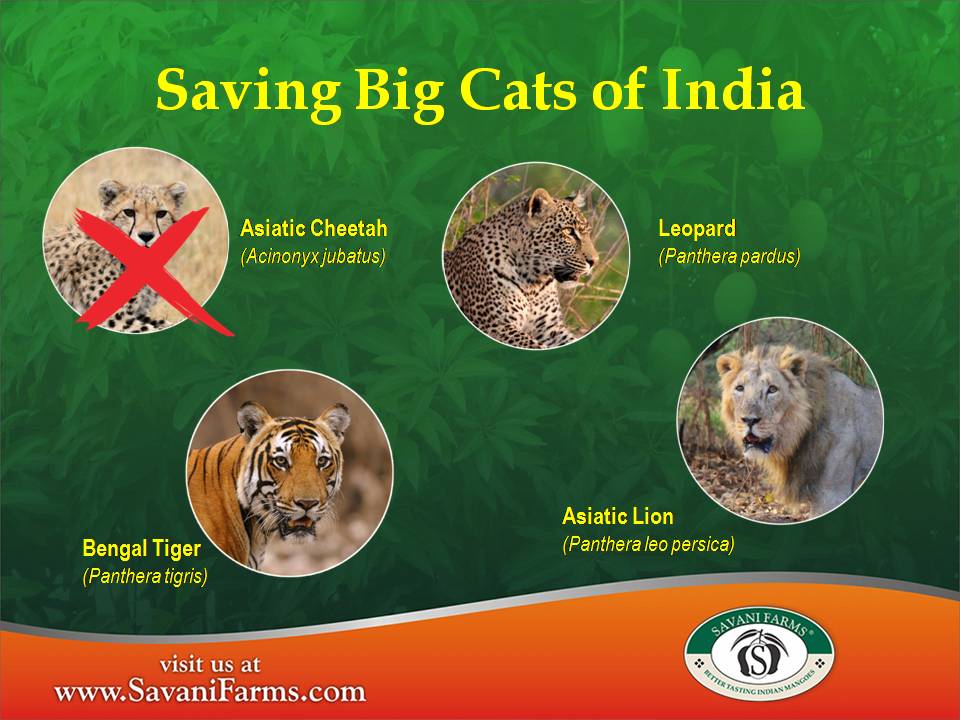 Saving Big Cats of India
Asiatic Cheetah
(Acinonyx jubatus)
Leopard
(Panthera pardus)
Bengal Tiger
(Panthera tigris)
Asiatic Lion
(Panthera leo persica)
visit us at
www.SavaniFarms.com
SAVANI FARMS®
S
BETTER TASTING INDIAN MANGOES